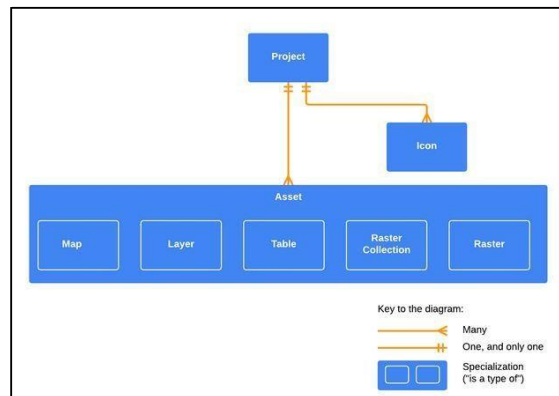 Project
Icon
Asset
Map
Layer
Table
Raster
Collection
Raster
Key to the diagram:
Many
One, and only one
Specialization
("is a type of")